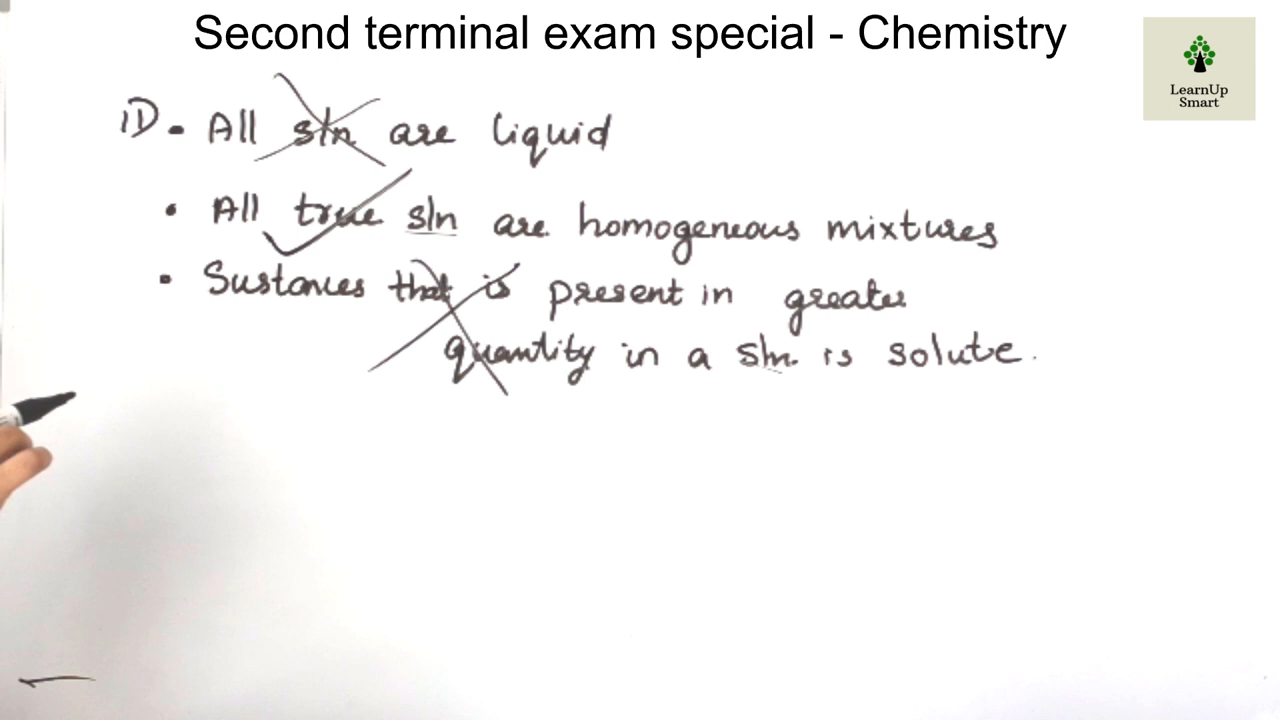 Second terminal exam special - Chemistry
LearnUp
Smart
1D • All sln are liquid
• All true sln are homogeneous mixtures
• Sustances that is present in greater
quantity in a sln. is solute.